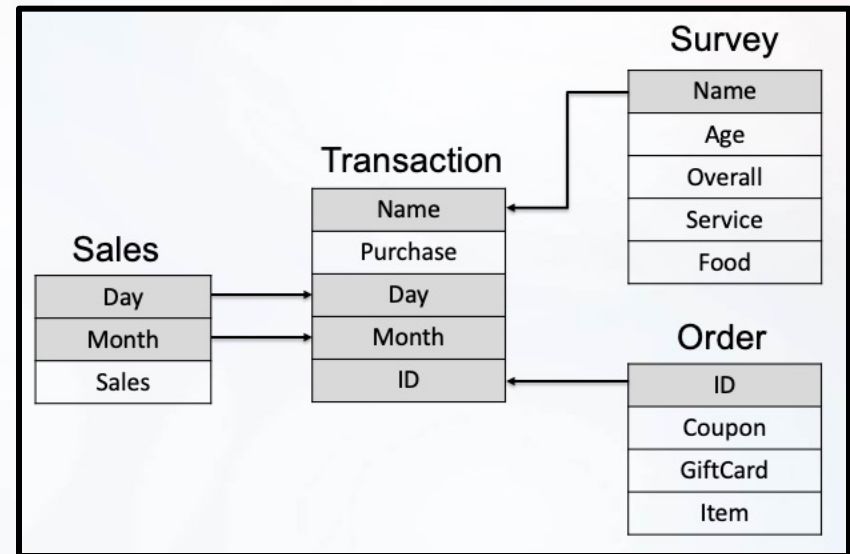 Sales
Day
Month
Sales
Transaction
Name
Purchase
Day
Month
ID
Survey
Name
Age
Overall
Service
Food
Order
ID
Coupon
GiftCard
Item